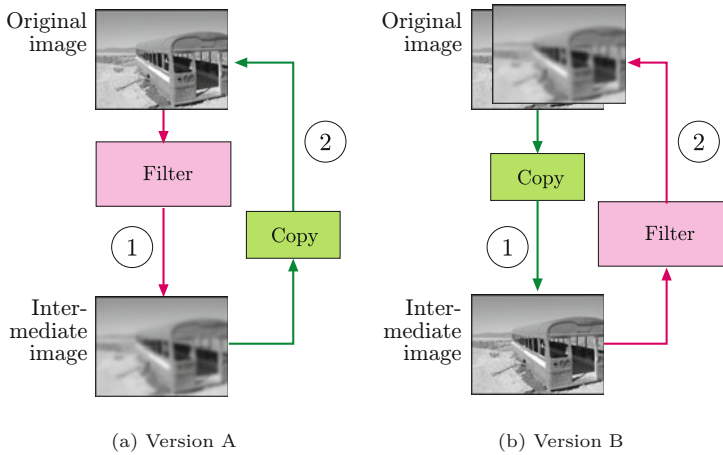 Original
image
Filter
1
2
Copy
Inter-
mediate
image
(a) Version A
Original
image
Copy
2
1
Filter
Inter-
mediate
image
(b) Version B